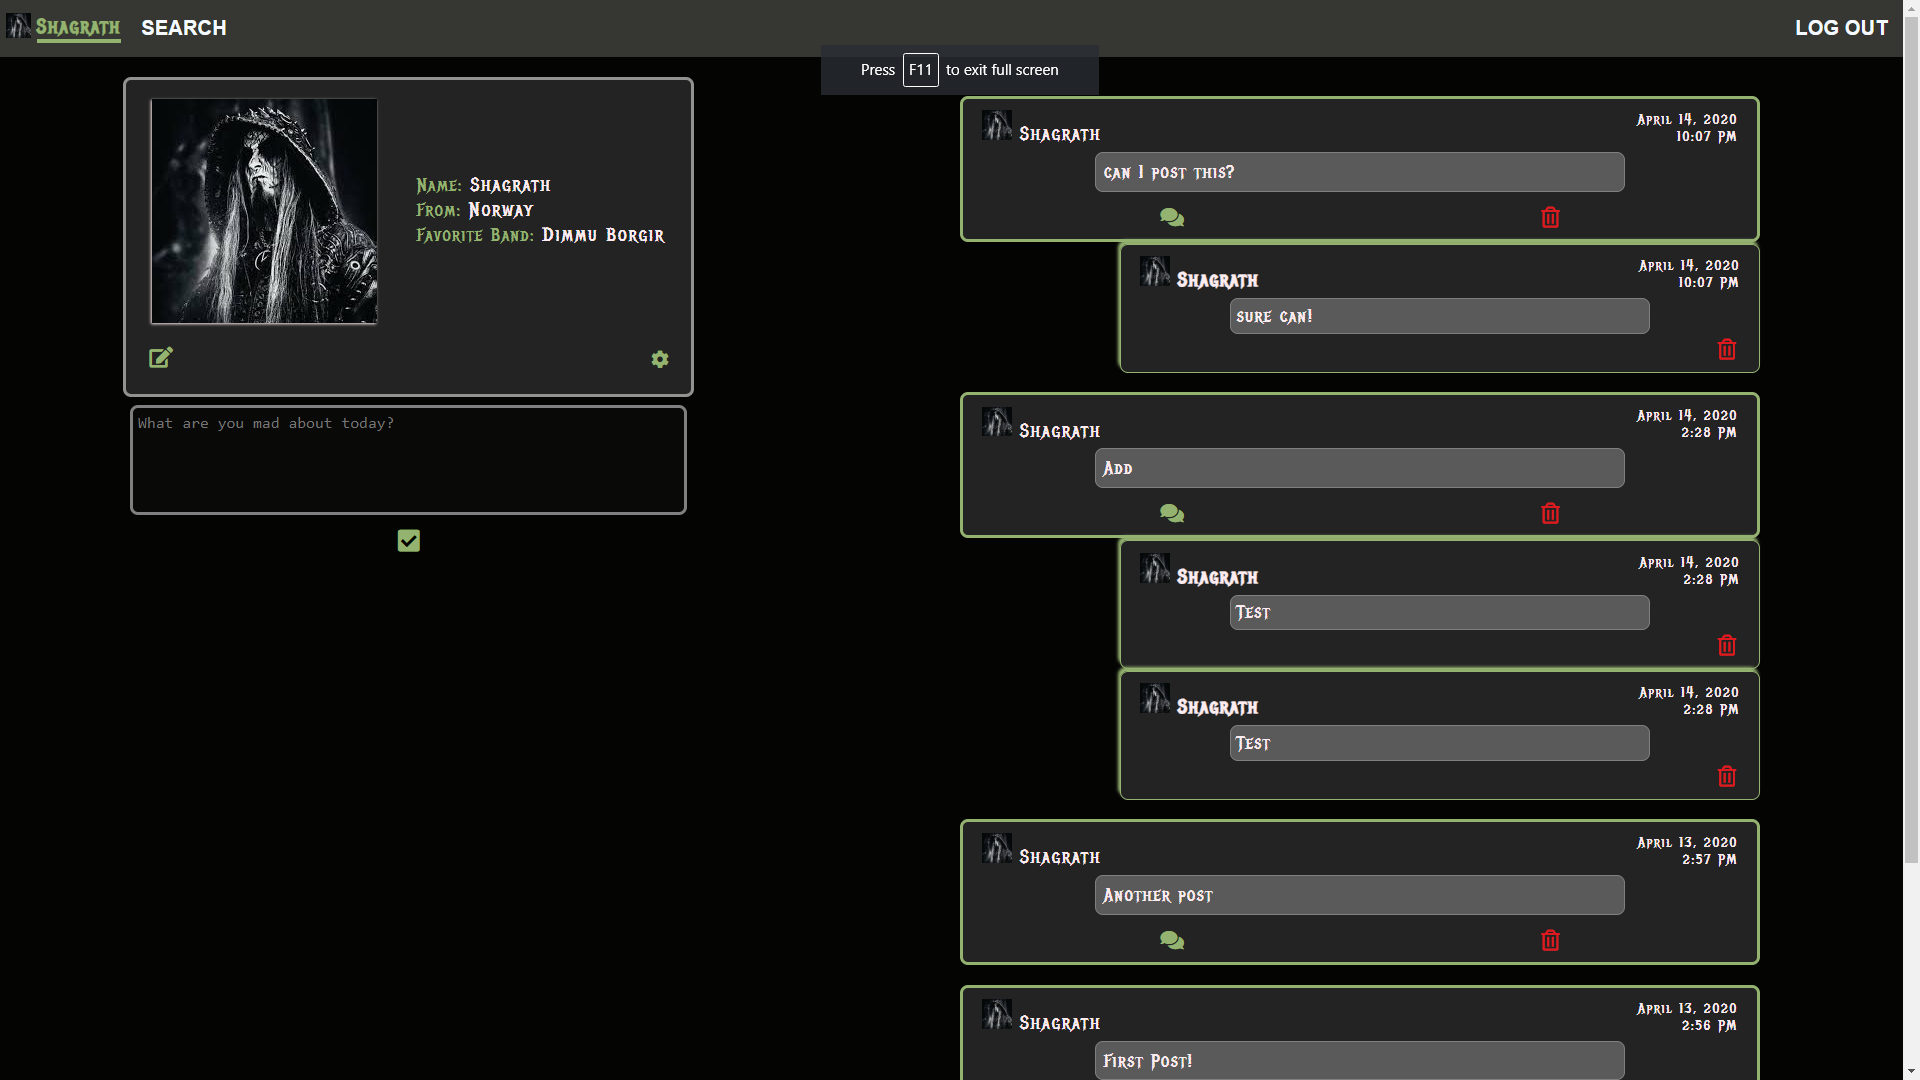 Shagrath SEARCH LOG OUT
Press F11 to exit full screen
Name: Shagrath
From: Norway
Favorite Band: Dimmu Borgir
What are you mad about today?
Shagrath
April 14, 2020
10:07 PM
can I post this?
Shagrath
April 14, 2020
10:07 PM
sure can!
Shagrath
April 14, 2020
2:28 PM
Add
Shagrath
April 14, 2020
2:28 PM
Test
Shagrath
April 14, 2020
2:28 PM
Test
Shagrath
April 13, 2020
2:57 PM
Another post
Shagrath
April 13, 2020
2:56 PM
First Post!